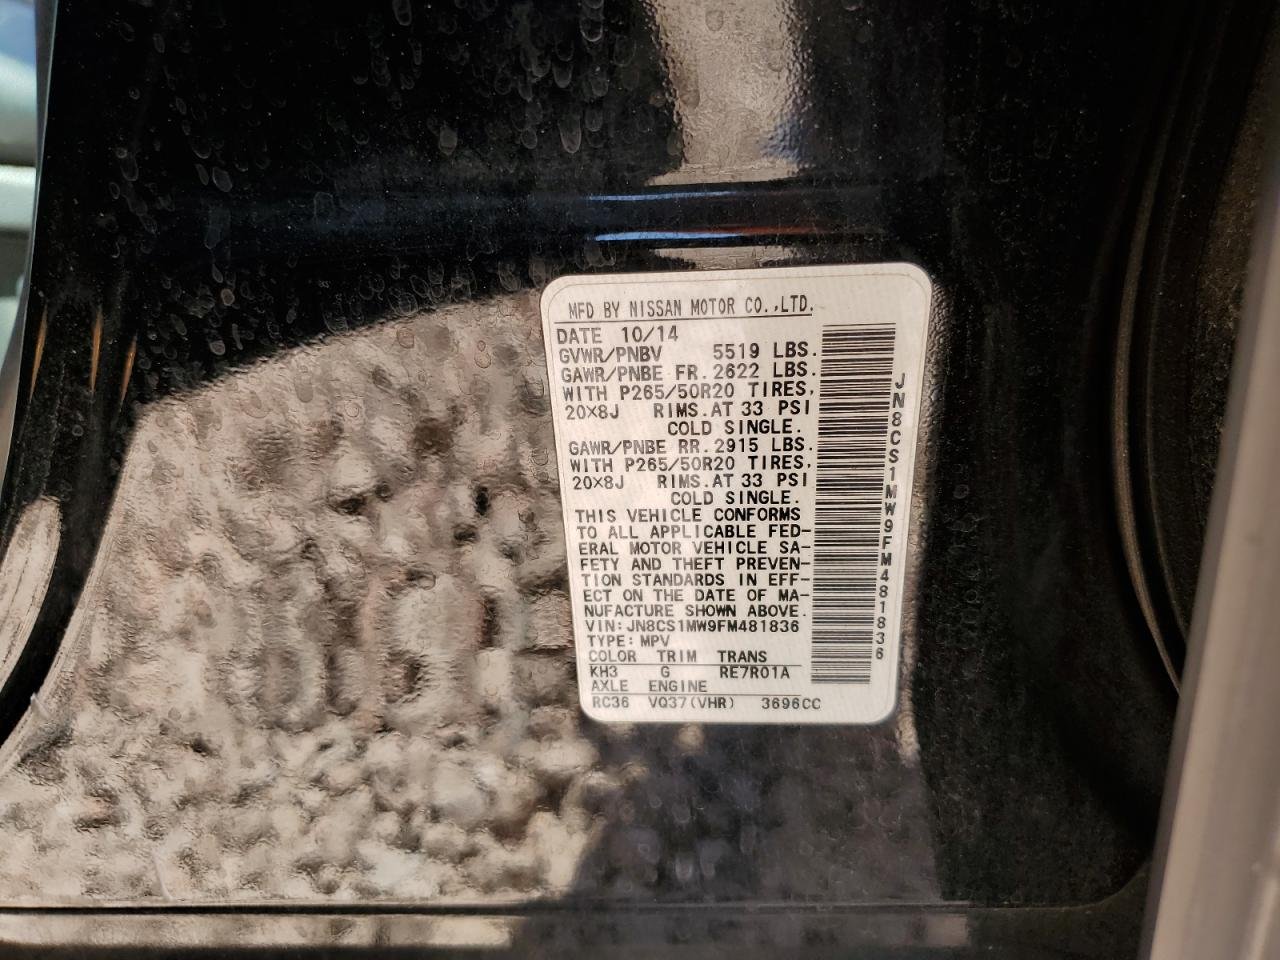 MFD BY NISSAN MOTOR CO.,LTD.
DATE 10/14
GVWR/PNBV 5519 LBS.
GAWR/PNBE FR. 2622 LBS.
WITH P265/50R20 TIRES,
20×8J RIMS. AT 33 PSI
COLD SINGLE.
GAWR/PNBE RR. 2915 LBS.
WITH P265/50R20 TIRES,
20×8J RIMS. AT 33 PSI
COLD SINGLE.
THIS VEHICLE CONFORMS
TO ALL APPLICABLE FED-
ERAL MOTOR VEHICLE SA-
FETY AND THEFT PREVEN-
TION STANDARDS IN EFF-
ECT ON THE DATE OF MA-
NUFACTURE SHOWN ABOVE.
VIN: JN8CS1MW9FM481836
TYPE: MPV
COLOR TRIM TRANS
KH3 G RE7R01A
AXLE ENGINE
RC36 VQ37(VHR) 3696CC
JN8CS1MW9FM481836